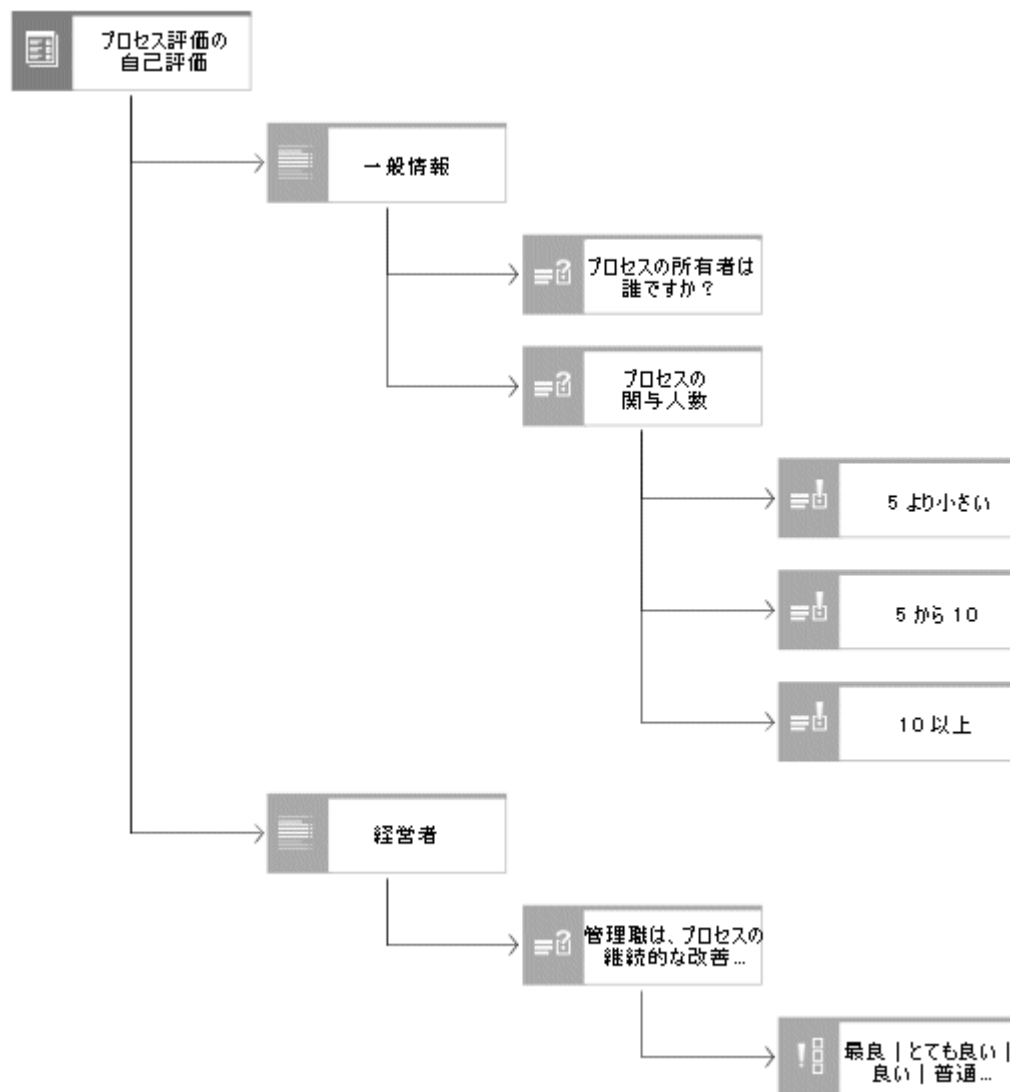 プロセス評価の
自己評価
一般情報
プロセスの所有者は
誰ですか？
プロセスの
関与人数
5 より小さい
5 から 10
10 以上
経営者
管理職は、プロセスの
継続的な改善...
最良 | とても良い |
良い | 普通...